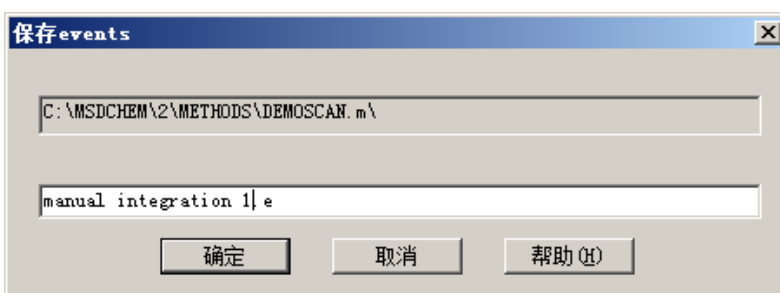 保存events
C:\MSDCHEM\2\METHODS\DEMOSCAN.m\
manual integration 1.e
确定 取消 帮助(H)